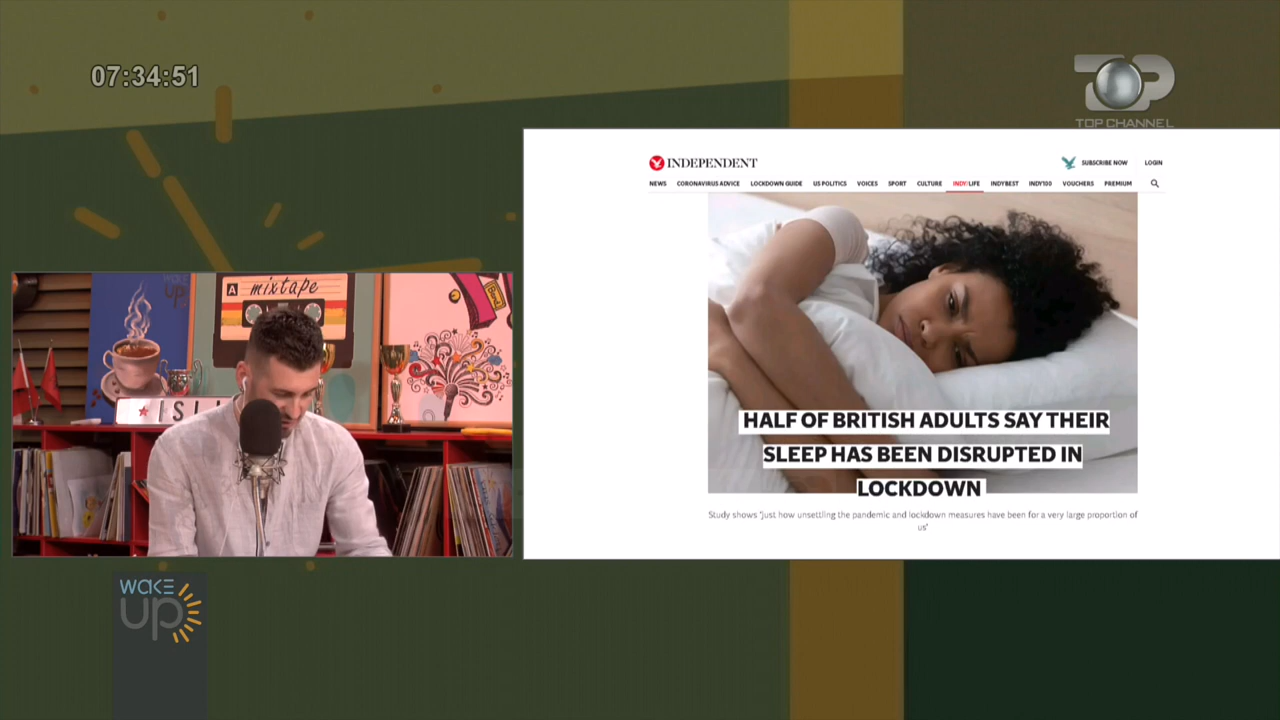 07:34:51
TOP CHANNEL
INDEPENDENT
SUBSCRIBE NOW
LOGIN
NEWS CORONAVIRUS ADVICE LOCKDOWN GUIDE US POLITICS VOICES SPORT CULTURE INDY/LIFE INDYBEST INDY100 VOUCHERS PREMIUM
HALF OF BRITISH ADULTS SAY THEIR
SLEEP HAS BEEN DISRUPTED IN
LOCKDOWN
Study shows 'just how unsettling the pandemic and lockdown measures have been for a very large proportion of
us'
WAKE
UP
A mixtape
WAKE
UP